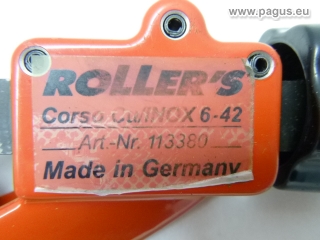 www.pagus.eu
ROLLER'S
Corso Cu/INOX 6-42
Art.-Nr. 113380
Made in Germany